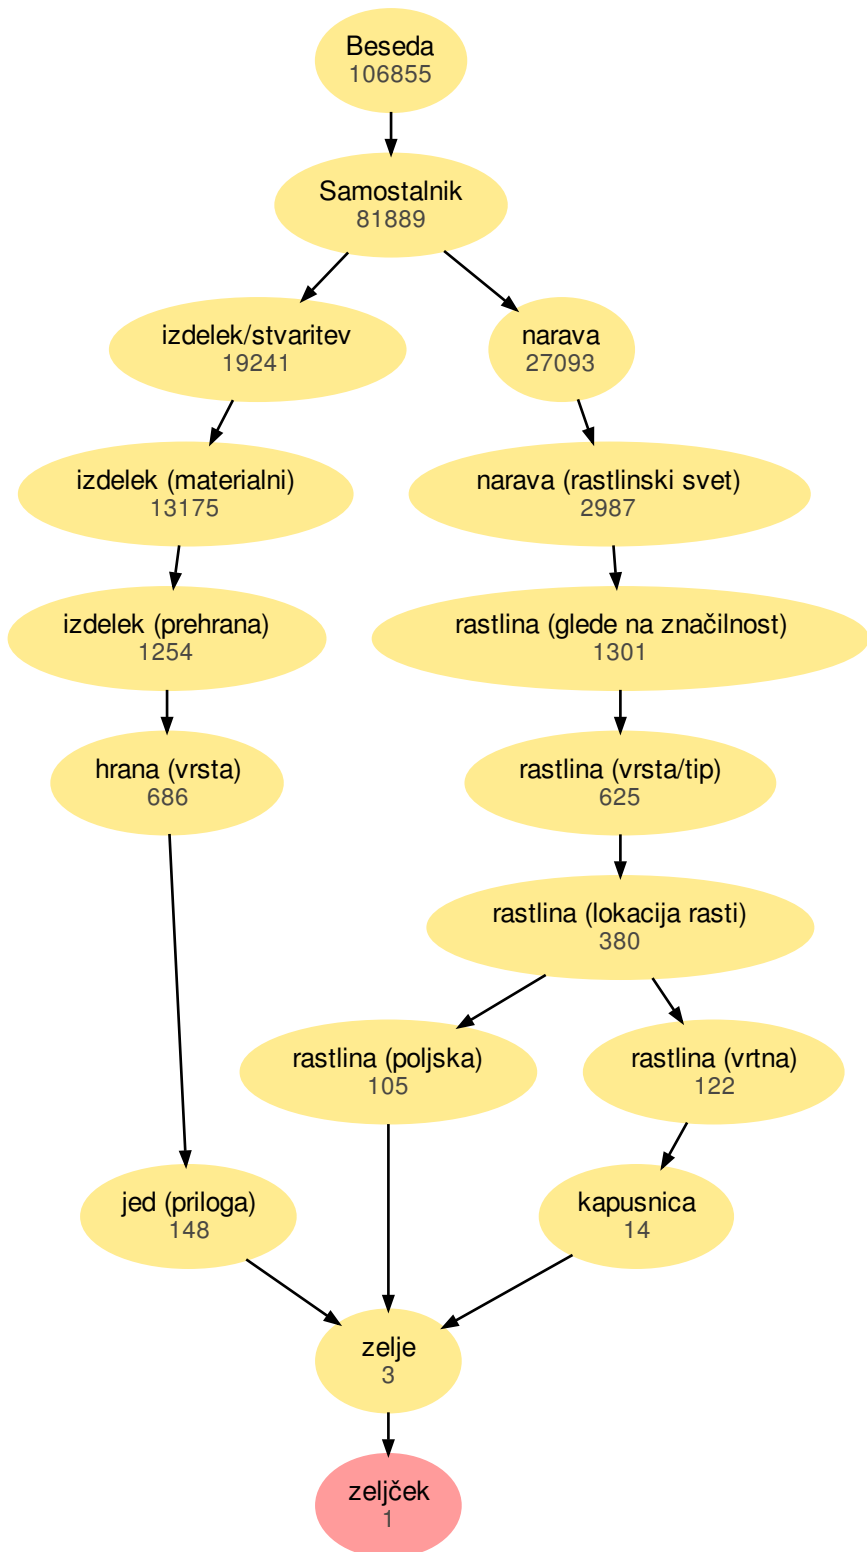 Beseda
106855
Samostalnik
81889
izdelek/stvaritev
19241
narava
27093
izdelek (materialni)
13175
narava (rastlinski svet)
2987
izdelek (prehrana)
1254
rastlina (glede na značilnost)
1301
hrana (vrsta)
686
rastlina (vrsta/tip)
625
rastlina (lokacija rasti)
380
rastlina (poljska)
105
rastlina (vrtna)
122
jed (priloga)
148
kapusnica
14
zelje
3
zeljček
1